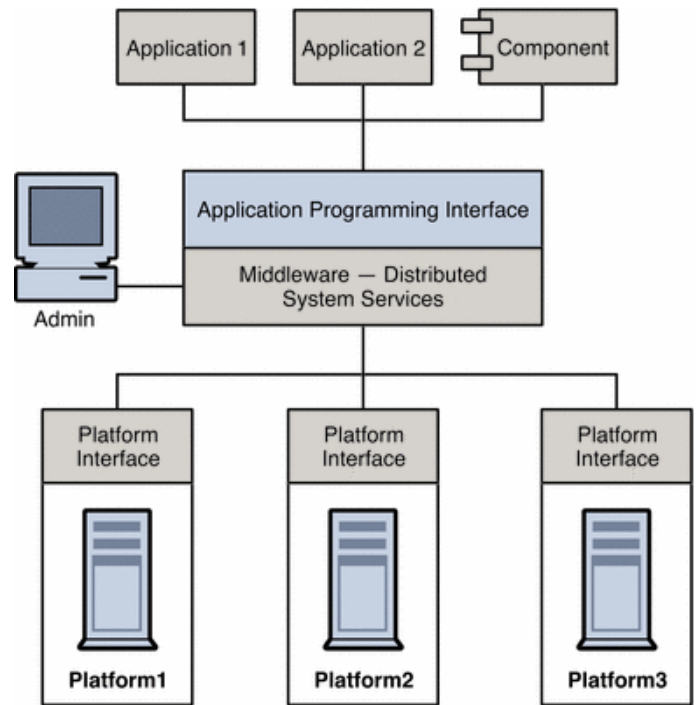 Application 1
Application 2
Component
Application Programming Interface
Middleware — Distributed
System Services
Admin
Platform
Interface
Platform
Interface
Platform
Interface
Platform1
Platform2
Platform3